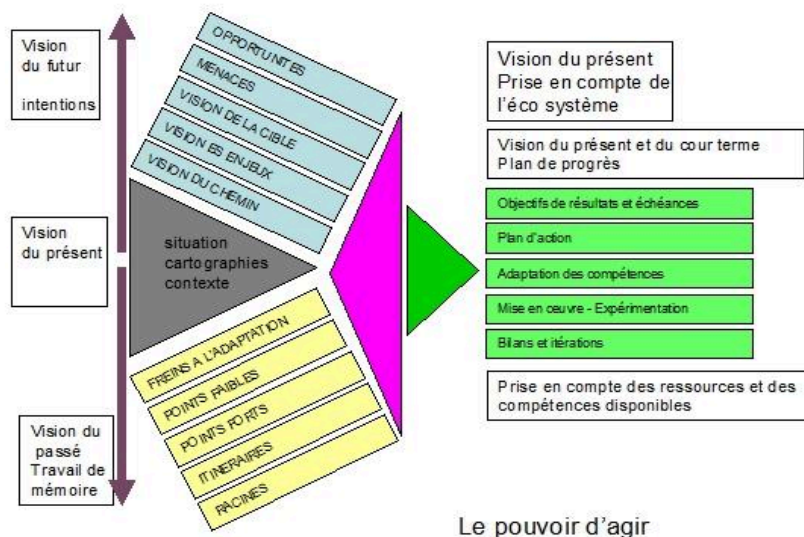 Vision
du futur
intentions
Vision
du présent
Vision du
passé
Travail de
mémoire
OPPORTUNITES
MENACES
VISION DE LA CIBLE
VISION ES ENJEUX
VISION DU CHEMIN
situation
cartographies
contexte
FREINS A L'ADAPTATION
POINTS FAIBLES
POINTS FORTS
ITINERAIRES
RACINES
Vision du présent
Prise en compte de
l'éco système
Vision du présent et du cour terme
Plan de progrès
Objectifs de résultats et échéances
Plan d'action
Adaptation des compétences
Mise en œuvre - Expérimentation
Bilans et itérations
Prise en compte des ressources et des
compétences disponibles
Le pouvoir d'agir